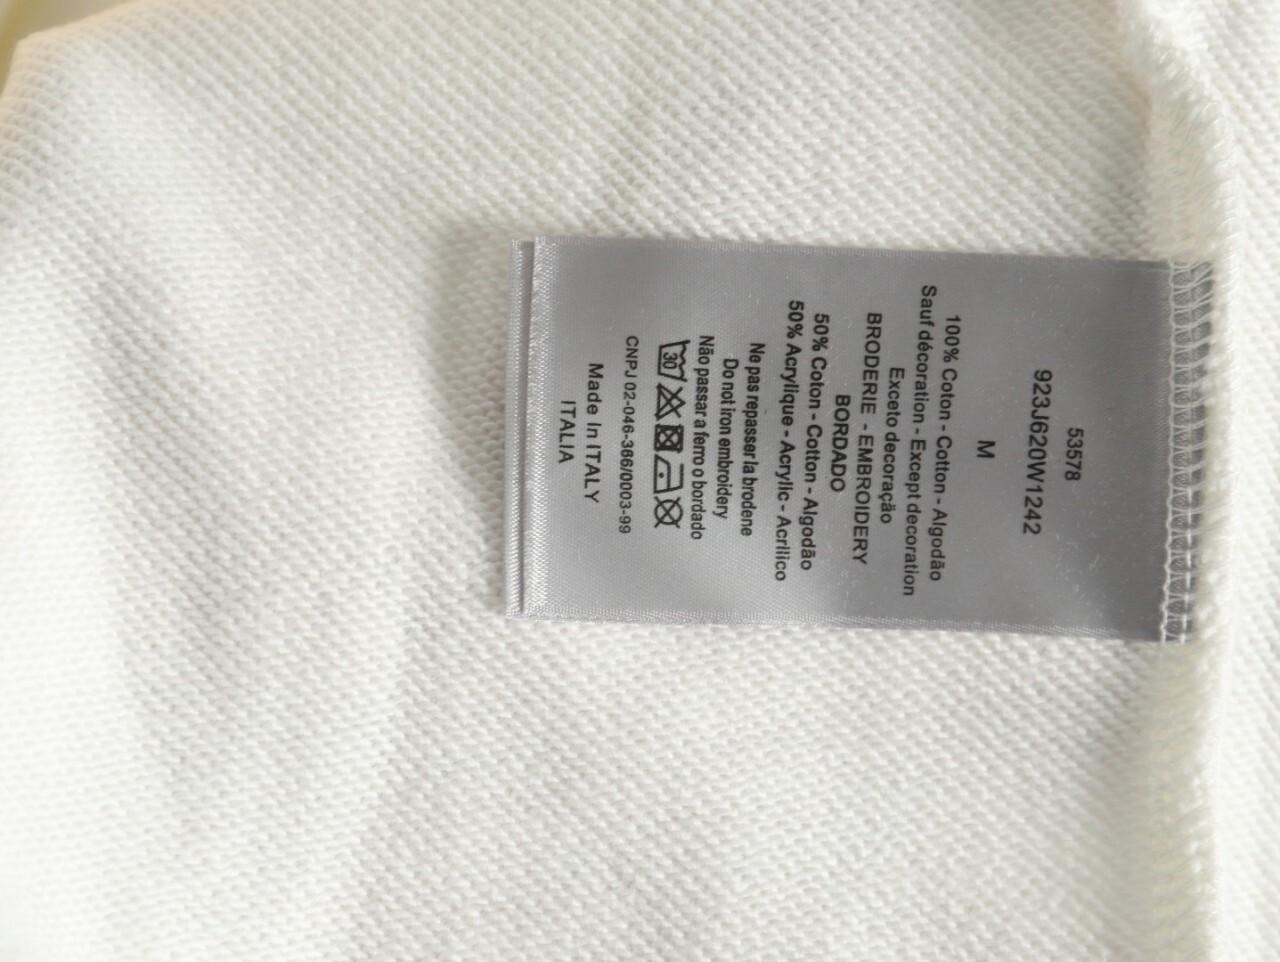 53578
923J620W1242
M
100% Coton - Cotton - Algodão
Sauf décoration - Except decoration
Exceto decoração
BRODERIE - EMBROIDERY
BORDADO
50% Coton - Cotton - Algodão
50% Acrylique - Acrylic - Acrilico
Ne pas repasser la brodene
Do not iron embroidery
Não passar a ferro o bordado
30
CNPJ 02-046-386/0003-99
Made In ITALY
ITALIA